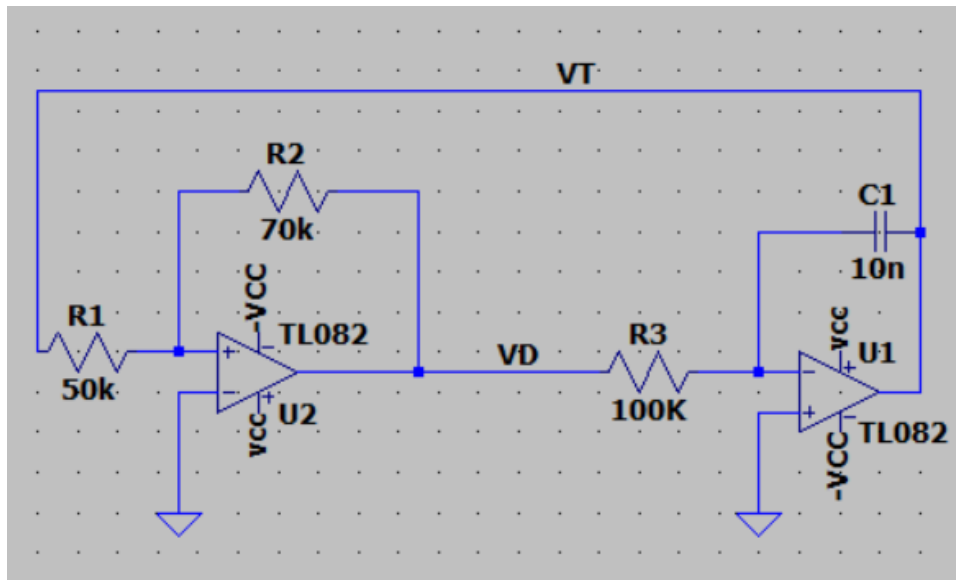 VT
R2
70k
C1
10n
R1
50k
-VCC
TL082
+
-
-
+
U2
vcc
VD
R3
100K
vcc
U1
-
+
+
-
TL082
-VCC